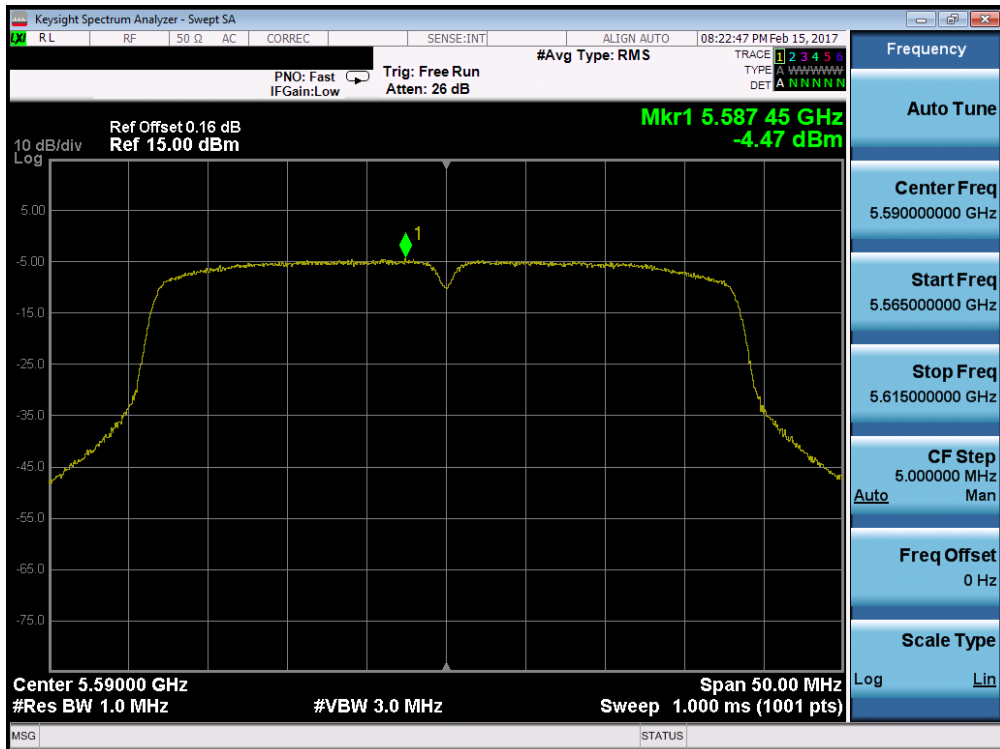 Keysight Spectrum Analyzer - Swept SA
LXI RL RF 50 Ω AC CORREC SENSE:INT ALIGN AUTO 08:22:47 PM Feb 15, 2017
Frequency
#Avg Type: RMS
TRACE 1 2 3 4 5 6
PNO: Fast
Trig: Free Run
TYPE A WWWWW
IFGain:Low
Atten: 26 dB
DET A N N N N N
Auto Tune
Mkr1 5.587 45 GHz
-4.47 dBm
Ref Offset 0.16 dB
10 dB/div
Ref 15.00 dBm
Log
1
5.00
-5.00
-15.0
-25.0
-35.0
-45.0
-55.0
-65.0
-75.0
Center Freq
5.590000000 GHz
Start Freq
5.565000000 GHz
Stop Freq
5.615000000 GHz
CF Step
5.000000 MHz
Auto Man
Freq Offset
0 Hz
Scale Type
Log Lin
Center 5.59000 GHz
Span 50.00 MHz
#Res BW 1.0 MHz
#VBW 3.0 MHz
Sweep 1.000 ms (1001 pts)
MSG
STATUS